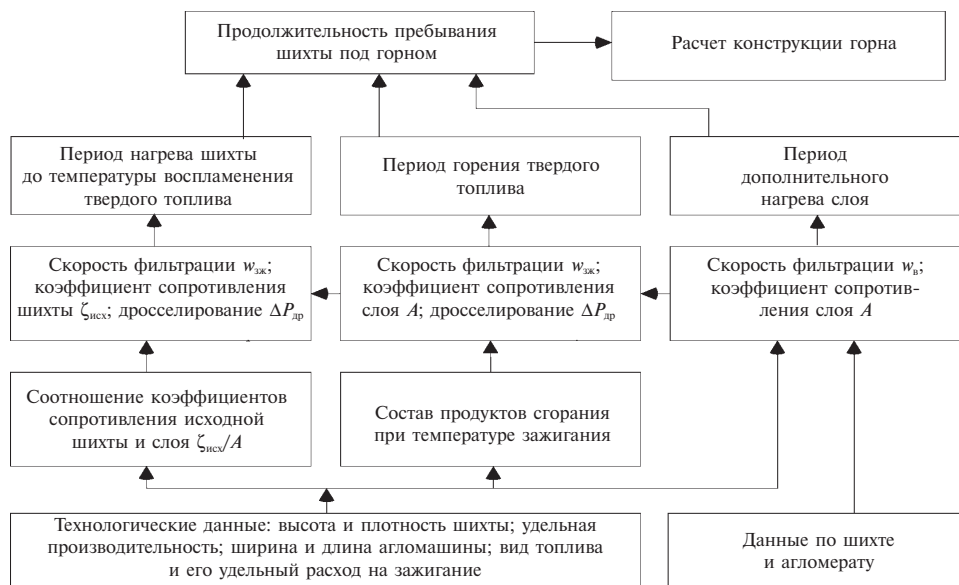 Продолжительность пребывания
шихты под горном
Расчет конструкции горна
Период нагрева шихты
до температуры воспламенения
твердого топлива
Период горения твердого
топлива
Период
дополнительного
нагрева слоя
Скорость фильтрации wзж;
коэффициент сопротивления
шихты ζисх; дросселирование ΔPдр
Скорость фильтрации wзж;
коэффициент сопротивления
слоя A; дросселирование ΔPдр
Скорость фильтрации wв;
коэффициент сопротив-
ления слоя A
Соотношение коэффициентов
сопротивления исходной
шихты и слоя ζисх/A
Состав продуктов сгорания
при температуре зажигания
Технологические данные: высота и плотность шихты; удельная
производительность; ширина и длина агломашины; вид топлива
и его удельный расход на зажигание
Данные по шихте
и агломерату